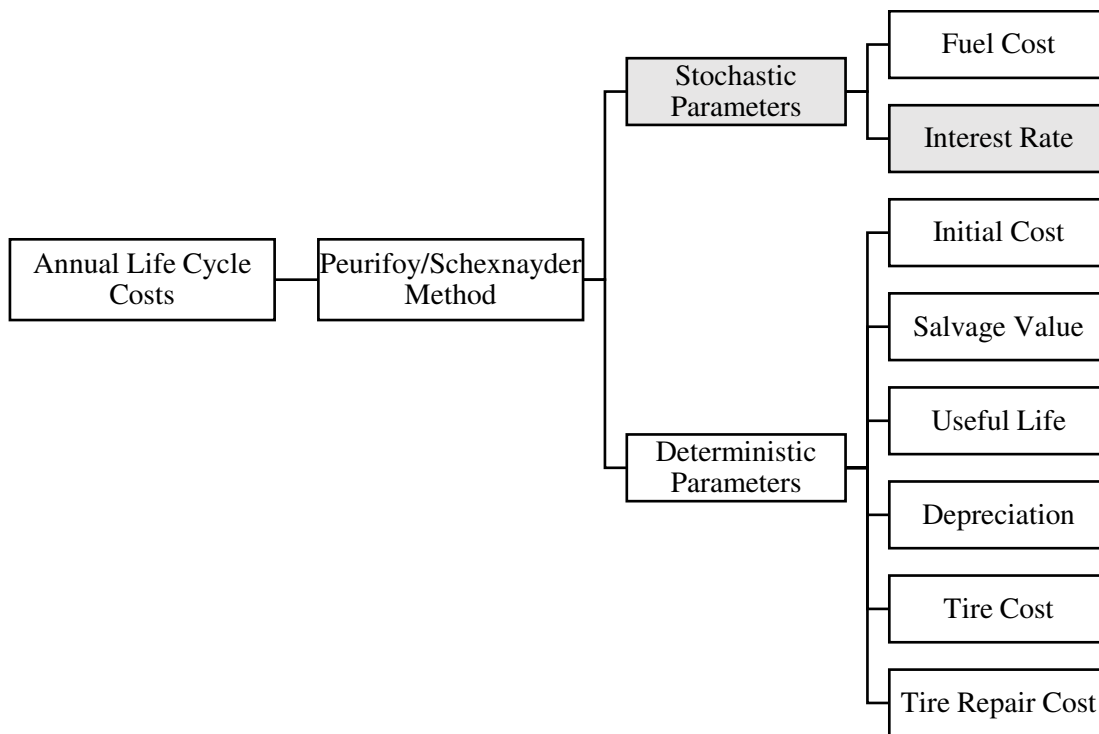 Annual Life Cycle
Costs
Peurifoy/Schexnayder
Method
Stochastic
Parameters
Fuel Cost
Interest Rate
Deterministic
Parameters
Initial Cost
Salvage Value
Useful Life
Depreciation
Tire Cost
Tire Repair Cost